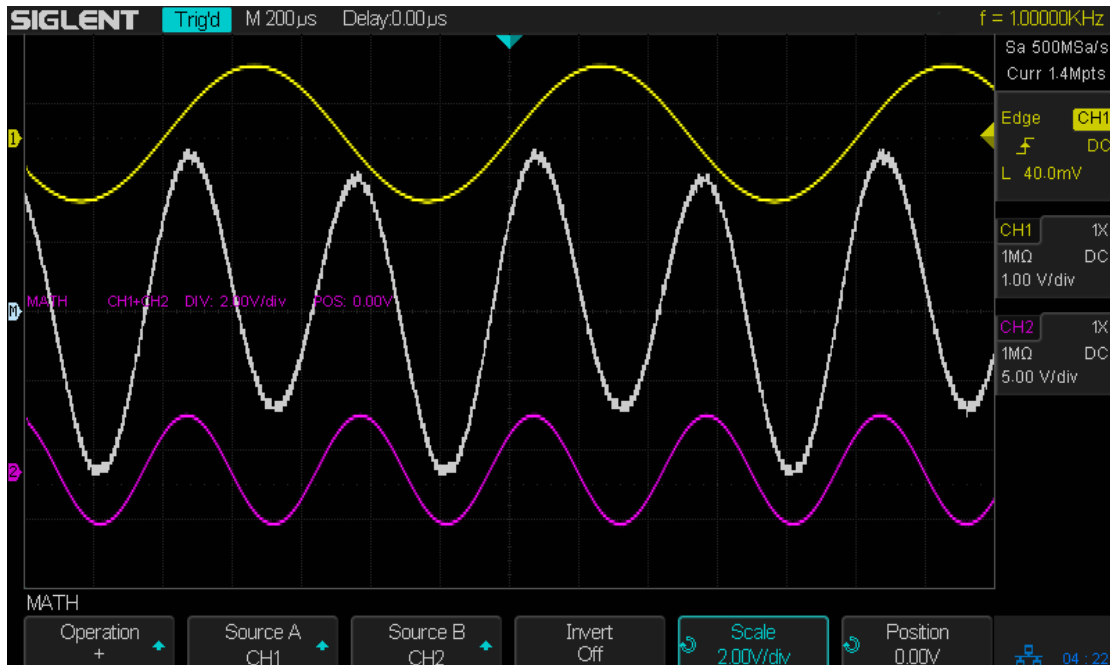 SIGLENT Trig'd M 200µs Delay:0.00µs f = 1.00000KHz
Sa 500MSa/s
Curr 1.4Mpts
Edge CH1
DC
L 40.0mV
1
CH1 1X
1MΩ DC
1.00 V/div
M
MATH CH1+CH2 DIV: 2.00V/div POS: 0.00V
CH2 1X
1MΩ DC
5.00 V/div
2
MATH
Operation Source A Source B Invert Scale Position
+ CH1 CH2 Off 2.00V/div 0.00V
04 : 22